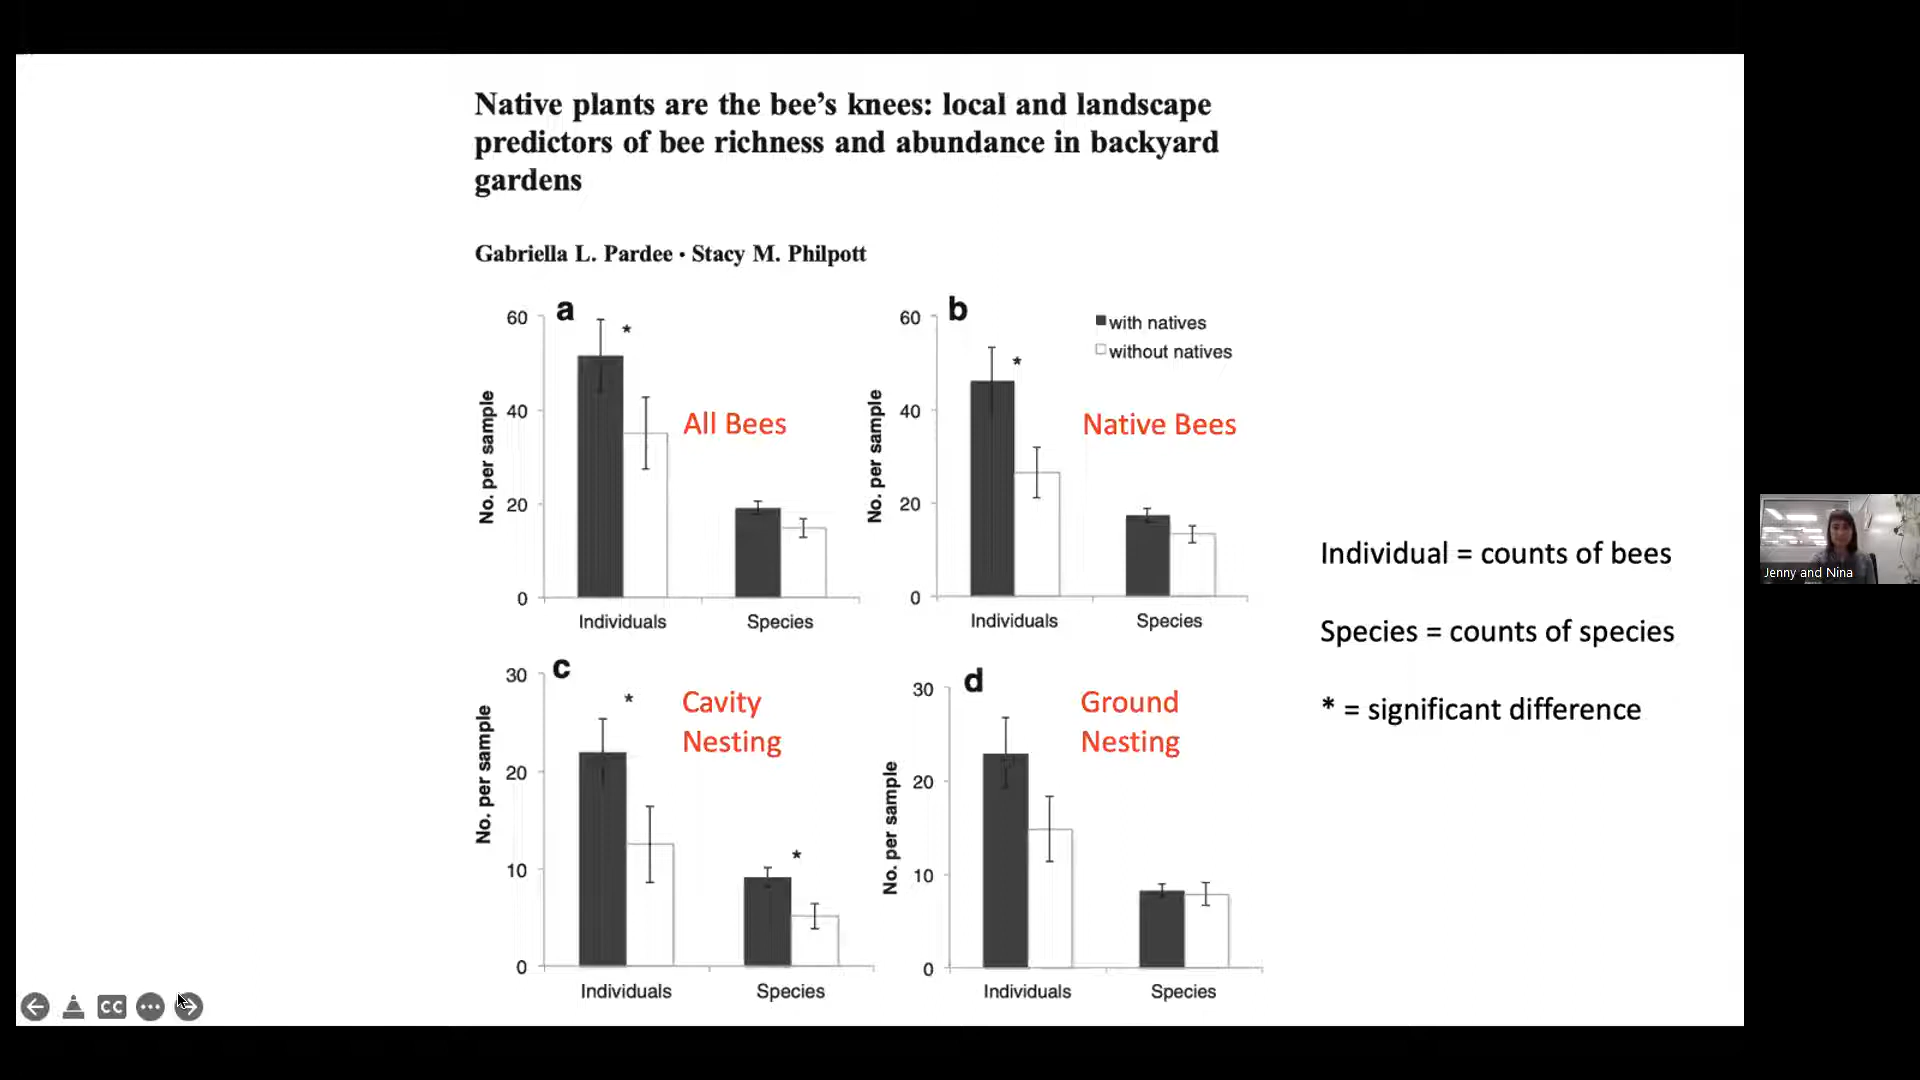 Native plants are the bee's knees: local and landscape
predictors of bee richness and abundance in backyard
gardens
Gabriella L. Pardee · Stacy M. Philpott
a
60
40
20
0
No. per sample
*
All Bees
Individuals
Species
b
60
40
20
0
No. per sample
*
with natives
without natives
Native Bees
Individuals
Species
c
30
20
10
0
No. per sample
*
*
Cavity
Nesting
Individuals
Species
d
30
20
10
0
No. per sample
Ground
Nesting
Individuals
Species
Individual = counts of bees
Species = counts of species
* = significant difference
Jenny and Nina
CC